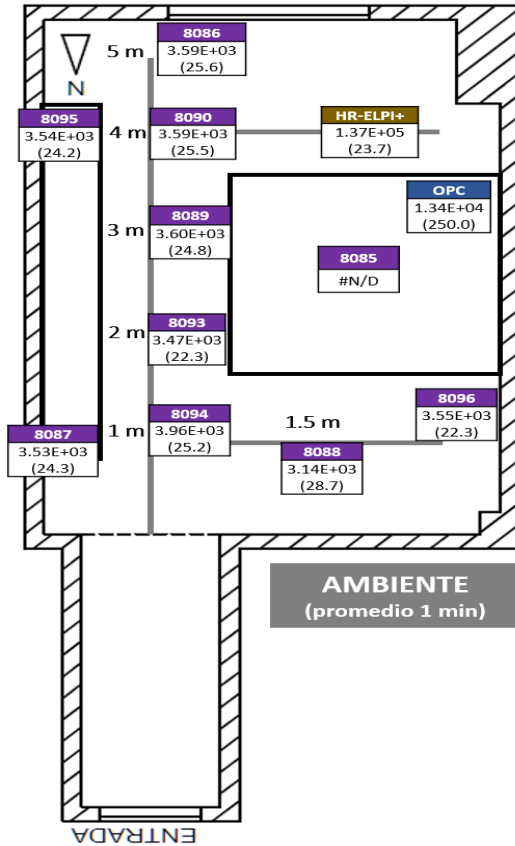 8086
3.59E+03
(25.6)
5 m
N
8095
3.54E+03
(24.2)
4 m
8090
3.59E+03
(25.5)
HR-ELPI+
1.37E+05
(23.7)
OPC
1.34E+04
(250.0)
3 m
8089
3.60E+03
(24.8)
8085
#N/D
2 m
8093
3.47E+03
(22.3)
8087
3.53E+03
(24.3)
1 m
8094
3.96E+03
(25.2)
1.5 m
8088
3.14E+03
(28.7)
8096
3.55E+03
(22.3)
AMBIENTE
(promedio 1 min)
ENTRADA